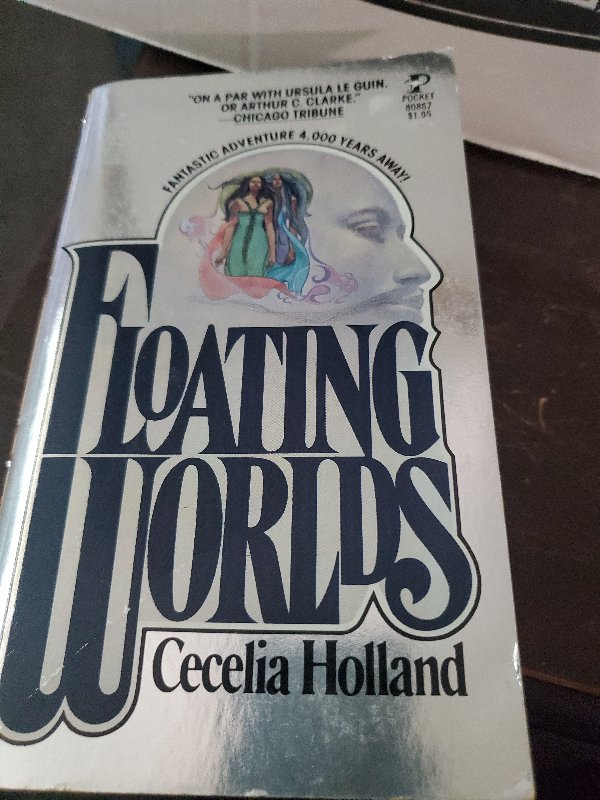 "ON A PAR WITH URSULA LE GUIN,
OR ARTHUR C. CLARKE."
—CHICAGO TRIBUNE
POCKET
80867
$1.95
FANTASTIC ADVENTURE 4,000 YEARS AWAY!
FLOATING
WORLDS
Cecelia Holland